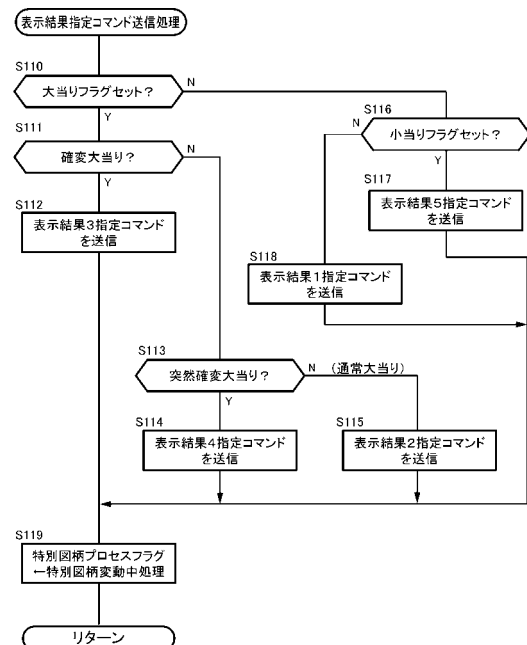 表示結果指定コマンド送信処理
S110
大当りフラグセット?
N
Y
S111
確変大当り?
N
Y
S112
表示結果3指定コマンド
を送信
S116
小当りフラグセット?
N
Y
S117
表示結果5指定コマンド
を送信
S118
表示結果1指定コマンド
を送信
S113
突然確変大当り?
N
(通常大当り)
Y
S114
表示結果4指定コマンド
を送信
S115
表示結果2指定コマンド
を送信
S119
特別図柄プロセスフラグ
←特別図柄変動中処理
リターン